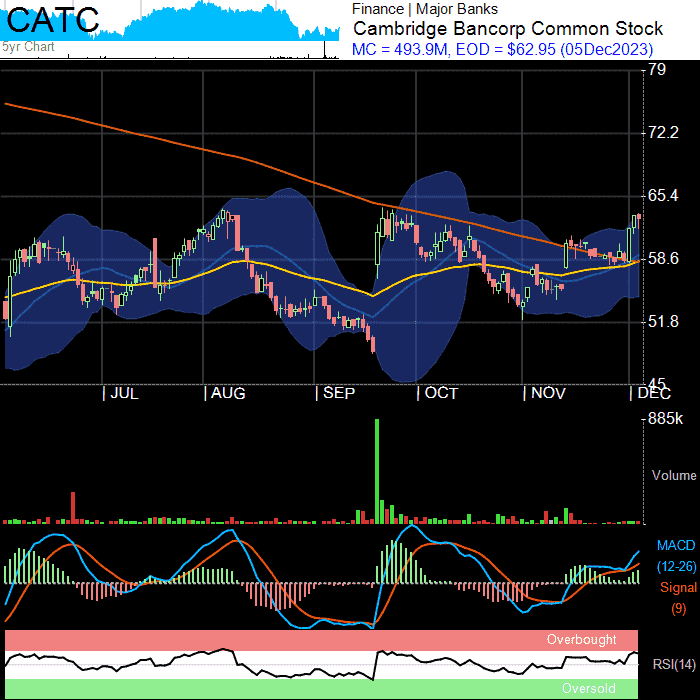 CATC
5yr Chart
Finance | Major Banks
Cambridge Bancorp Common Stock
MC = 493.9M, EOD = $62.95 (05Dec2023)
79
72.2
65.4
58.6
51.8
45
JUL AUG SEP OCT NOV DEC
885k
Volume
MACD
(12-26)
Signal
(9)
Overbought
RSI(14)
Oversold